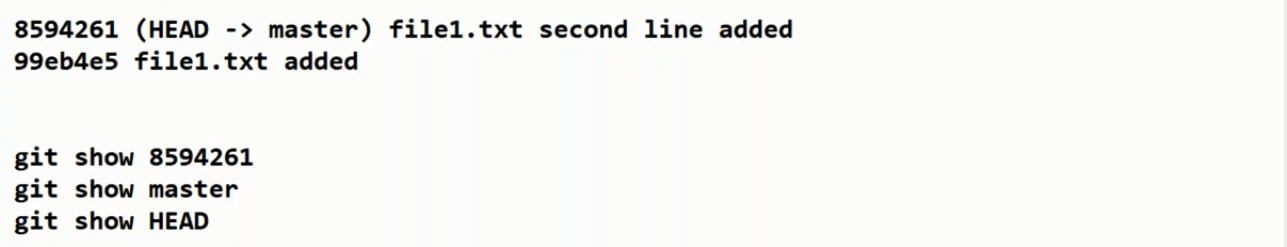 8594261 (HEAD -> master) file1.txt second line added
99eb4e5 file1.txt added
git show 8594261
git show master
git show HEAD